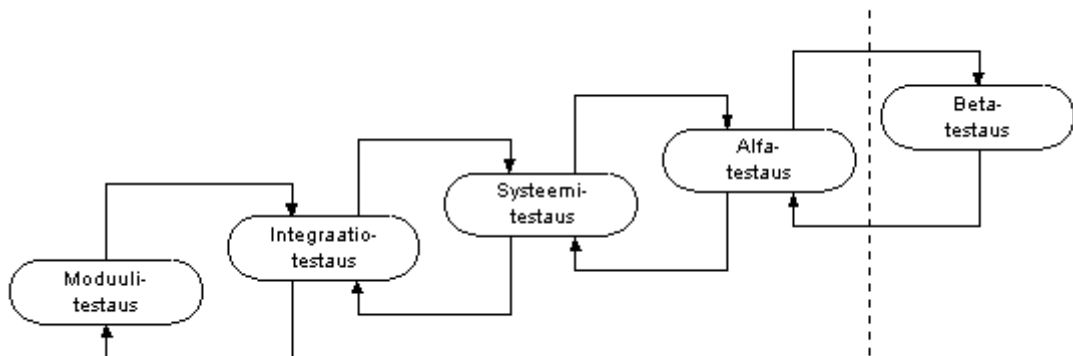 Moduuli-
testaus
Integraatio-
testaus
Systeemi-
testaus
Alfa-
testaus
Beta-
testaus